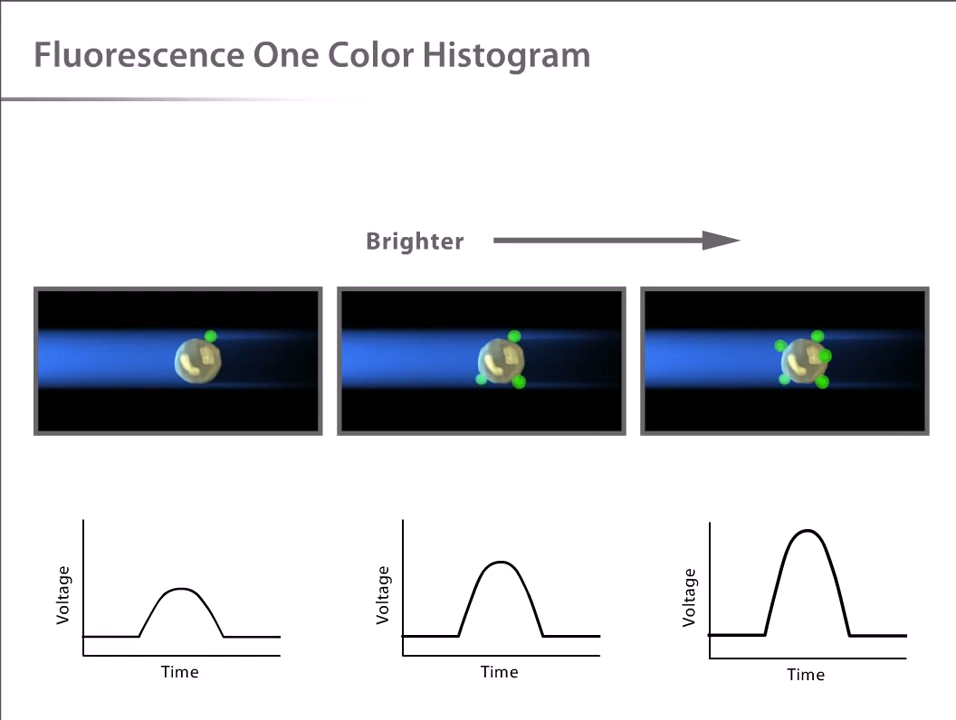 Fluorescence One Color Histogram
Brighter
Voltage
Time
Voltage
Time
Voltage
Time